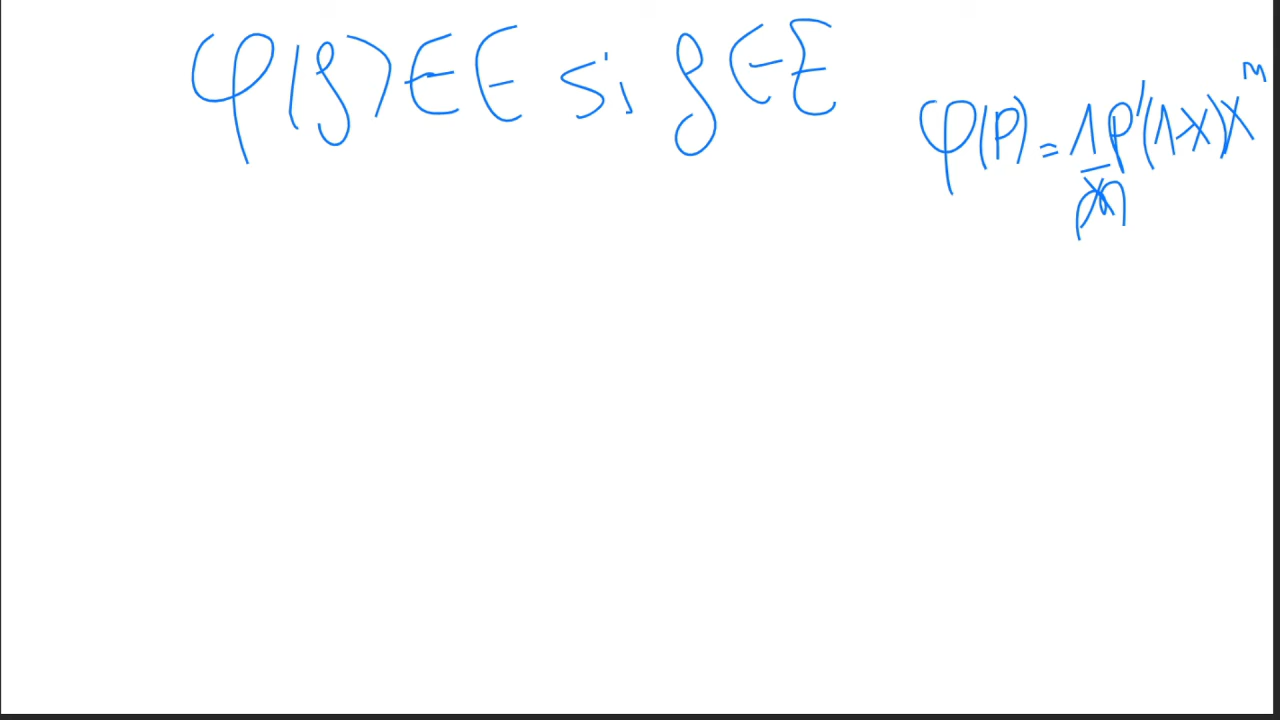 φ(f) ∈ E si f ∈ E
φ(P) = 1 P'(1-X)X^n